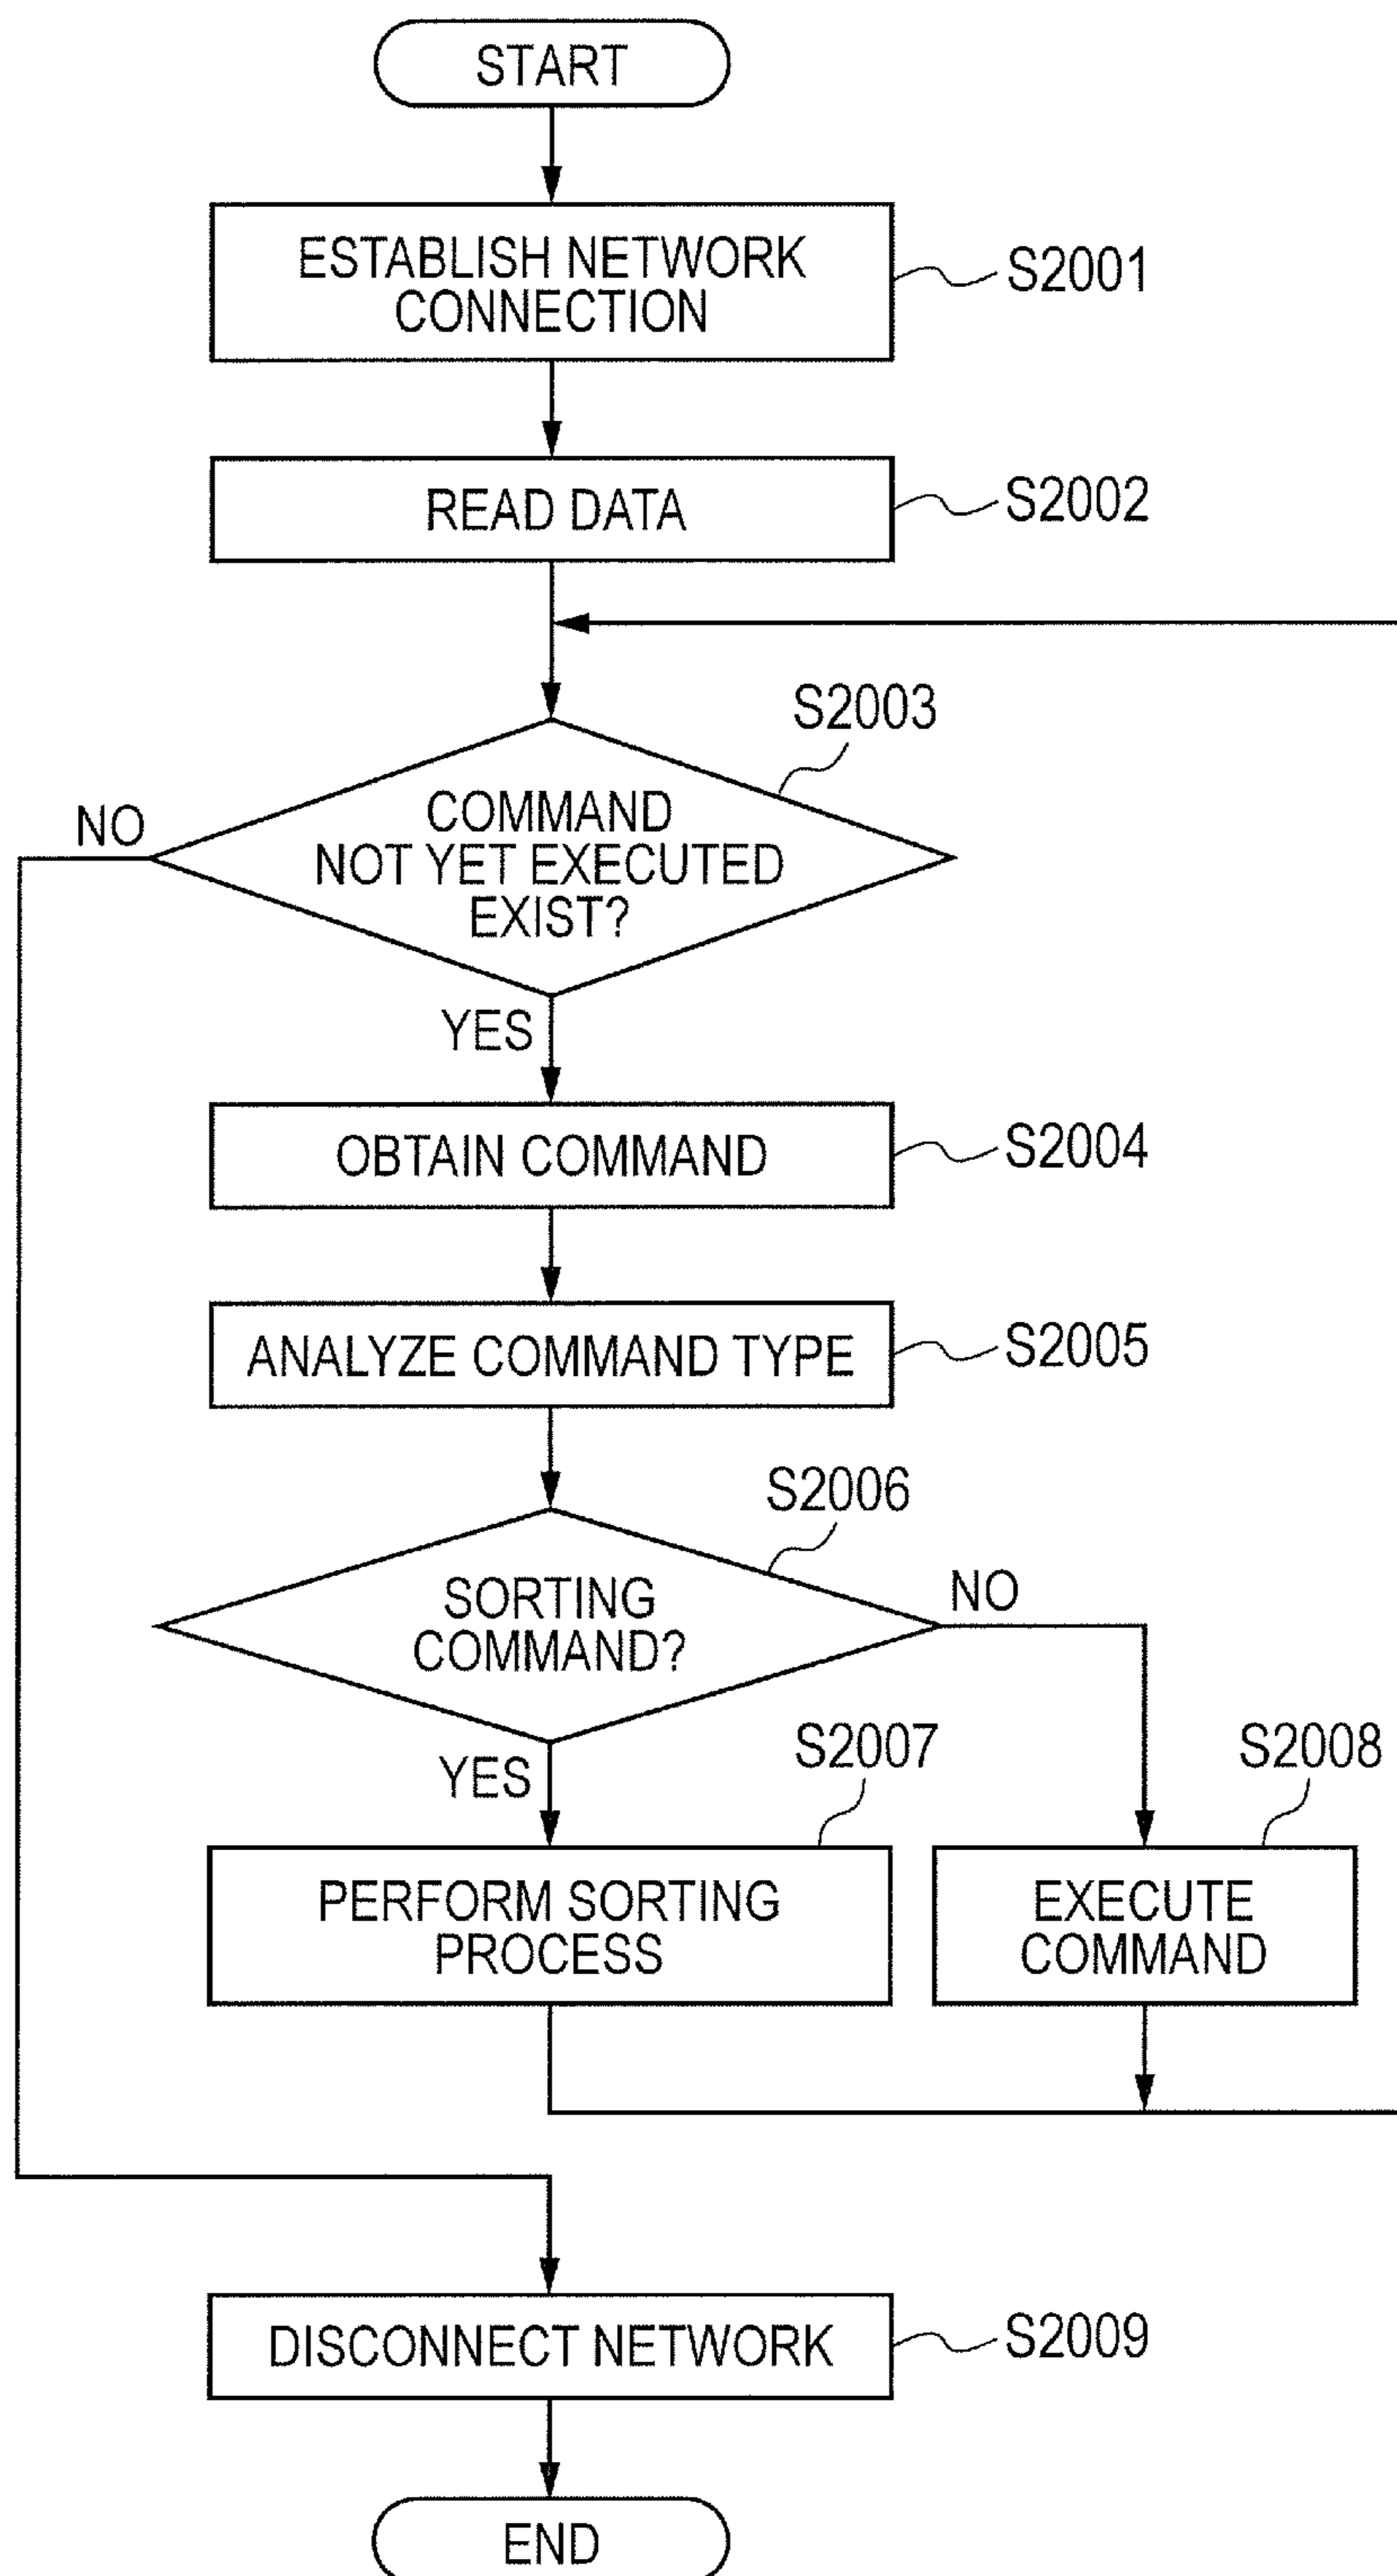 START
ESTABLISH NETWORK
CONNECTION
S2001
READ DATA
S2002
S2003
COMMAND
NOT YET EXECUTED
EXIST?
NO
YES
OBTAIN COMMAND
S2004
ANALYZE COMMAND TYPE
S2005
S2006
SORTING
COMMAND?
NO
YES
S2007
S2008
PERFORM SORTING
PROCESS
EXECUTE
COMMAND
DISCONNECT NETWORK
S2009
END